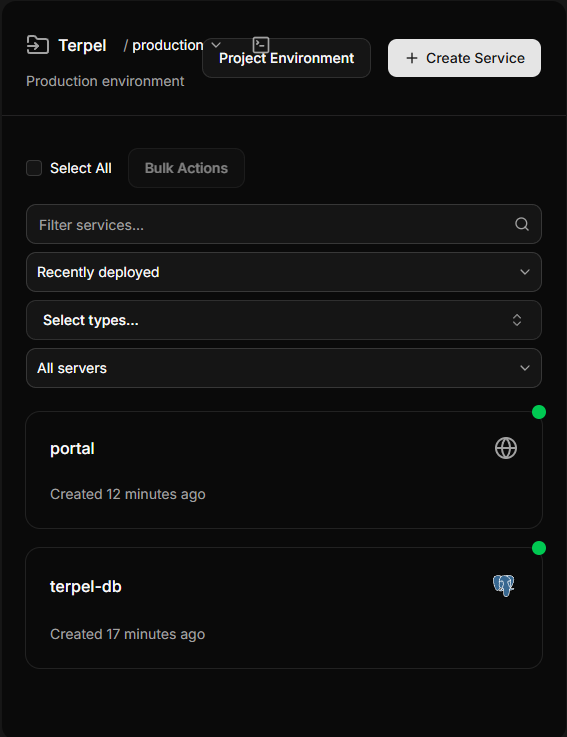 Terpel / production
Project Environment
Create Service
Production environment
Select All
Bulk Actions
Filter services...
Recently deployed
Select types...
All servers
portal
Created 12 minutes ago
terpel-db
Created 17 minutes ago